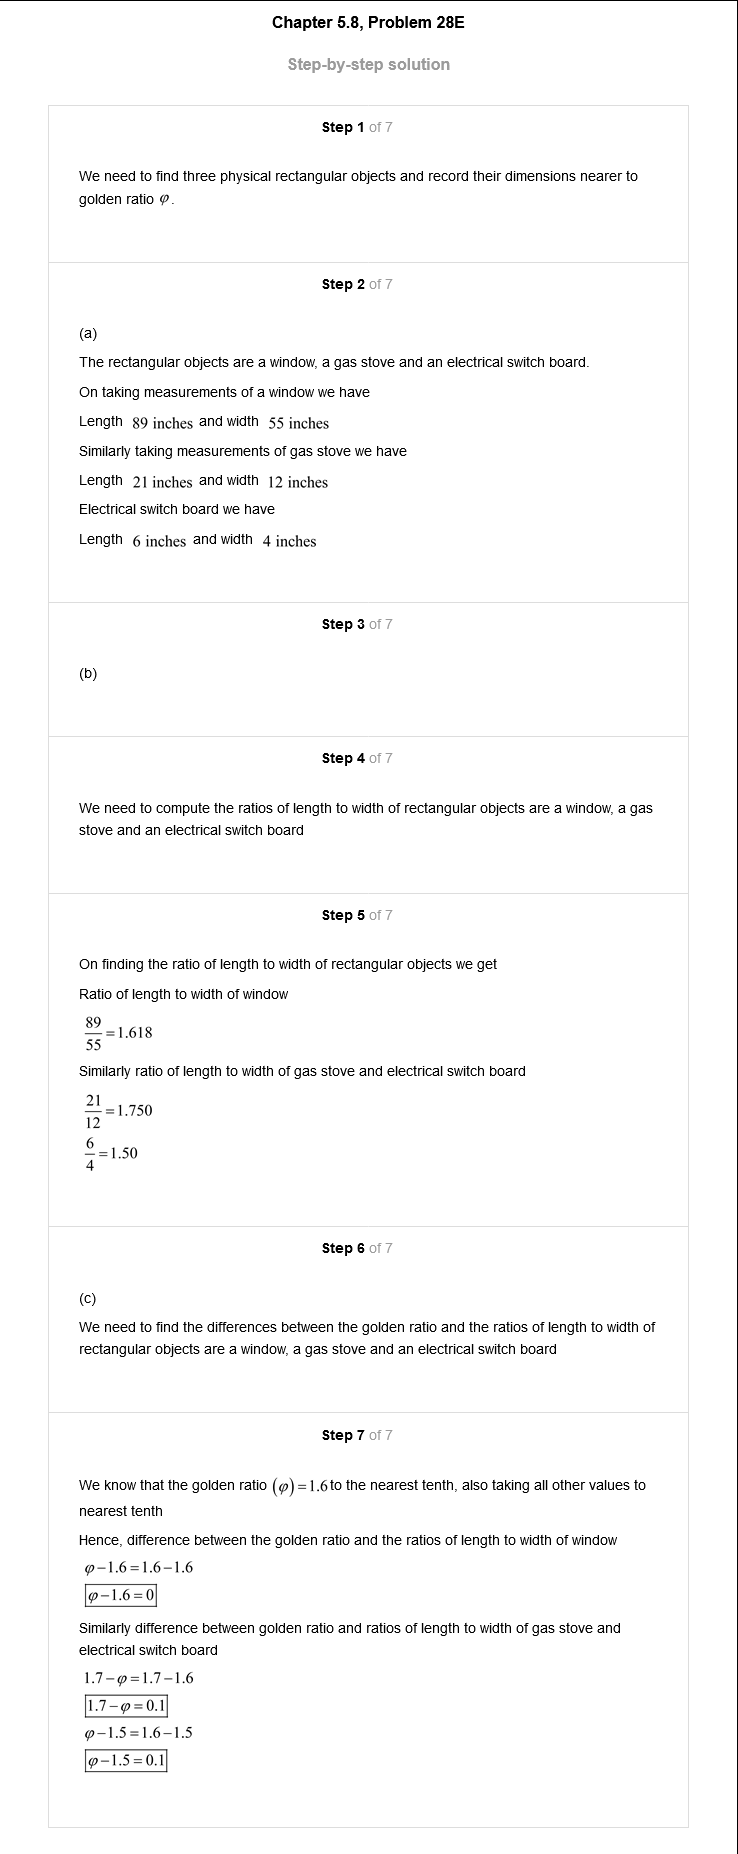 Chapter 5.8, Problem 28E
Step-by-step solution
Step 1 of 7
We need to find three physical rectangular objects and record their dimensions nearer to
golden ratio φ.
Step 2 of 7
(a)
The rectangular objects are a window, a gas stove and an electrical switch board.
On taking measurements of a window we have
Length 89 inches and width 55 inches
Similarly taking measurements of gas stove we have
Length 21 inches and width 12 inches
Electrical switch board we have
Length 6 inches and width 4 inches
Step 3 of 7
(b)
Step 4 of 7
We need to compute the ratios of length to width of rectangular objects are a window, a gas
stove and an electrical switch board
Step 5 of 7
On finding the ratio of length to width of rectangular objects we get
Ratio of length to width of window
89/55 = 1.618
Similarly ratio of length to width of gas stove and electrical switch board
21/12 = 1.750
6/4 = 1.50
Step 6 of 7
(c)
We need to find the differences between the golden ratio and the ratios of length to width of
rectangular objects are a window, a gas stove and an electrical switch board
Step 7 of 7
We know that the golden ratio (φ) = 1.6 to the nearest tenth, also taking all other values to
nearest tenth
Hence, difference between the golden ratio and the ratios of length to width of window
φ − 1.6 = 1.6 − 1.6
φ − 1.6 = 0
Similarly difference between golden ratio and ratios of length to width of gas stove and
electrical switch board
1.7 − φ = 1.7 − 1.6
1.7 − φ = 0.1
φ − 1.5 = 1.6 − 1.5
φ − 1.5 = 0.1